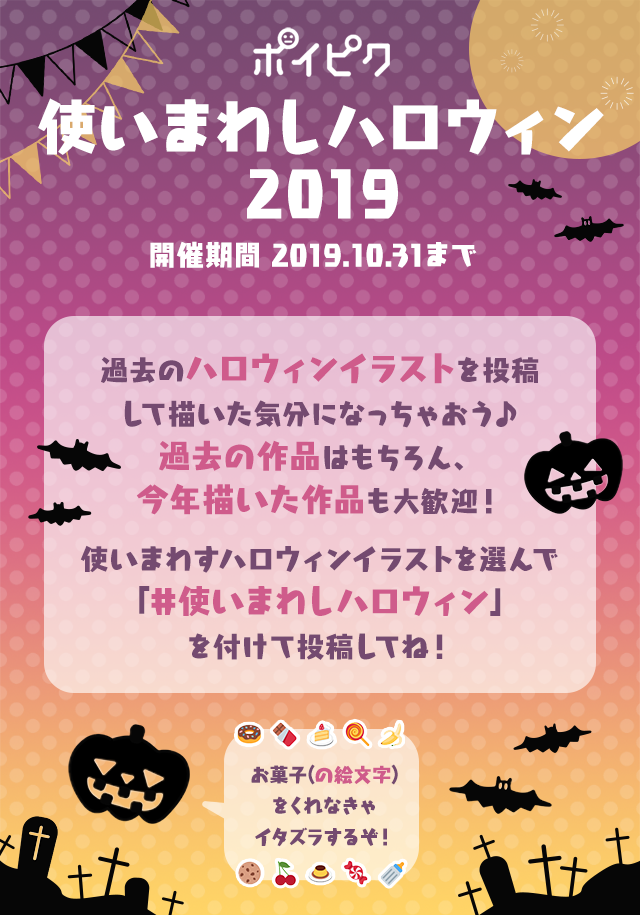 ポイピク
使いまわしハロウィン
2019
開催期間 2019.10.31まで
過去のハロウィンイラストを投稿
して描いた気分になっちゃおう♪
過去の作品はもちろん、
今年描いた作品も大歓迎！
使いまわすハロウィンイラストを選んで
「#使いまわしハロウィン」
を付けて投稿してね！
お菓子(の絵文字)
をくれなきゃ
イタズラするぞ！